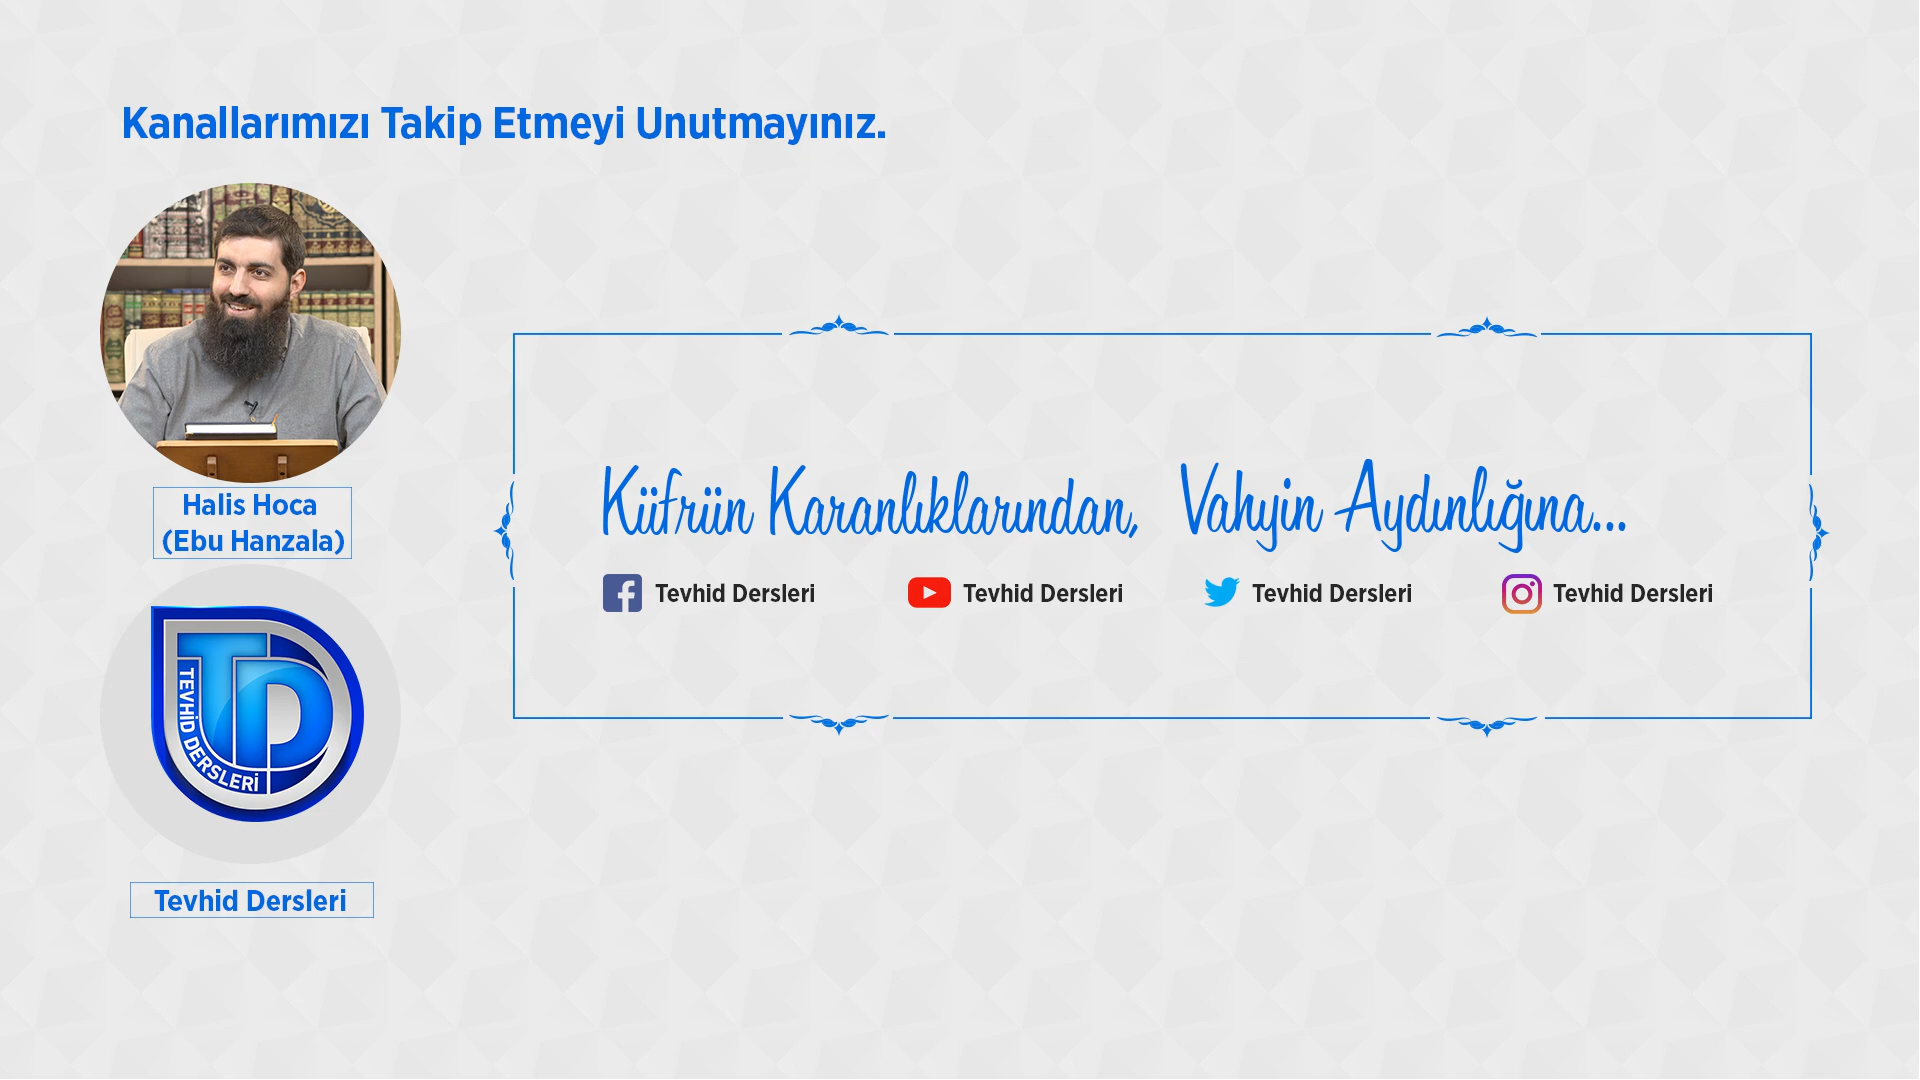 Kanallarımızı Takip Etmeyi Unutmayınız.
Halis Hoca
(Ebu Hanzala)
TD
TEVHİD DERSLERİ
Tevhid Dersleri
Küfrün Karanlıklarından, Vahyin Aydınlığına...
Tevhid Dersleri Tevhid Dersleri Tevhid Dersleri Tevhid Dersleri